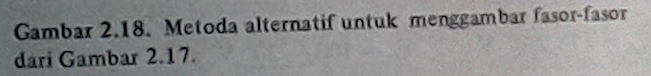 Gambar 2.18. Metoda alternatif untuk menggambar fasor-fasor
dari Gambar 2.17.